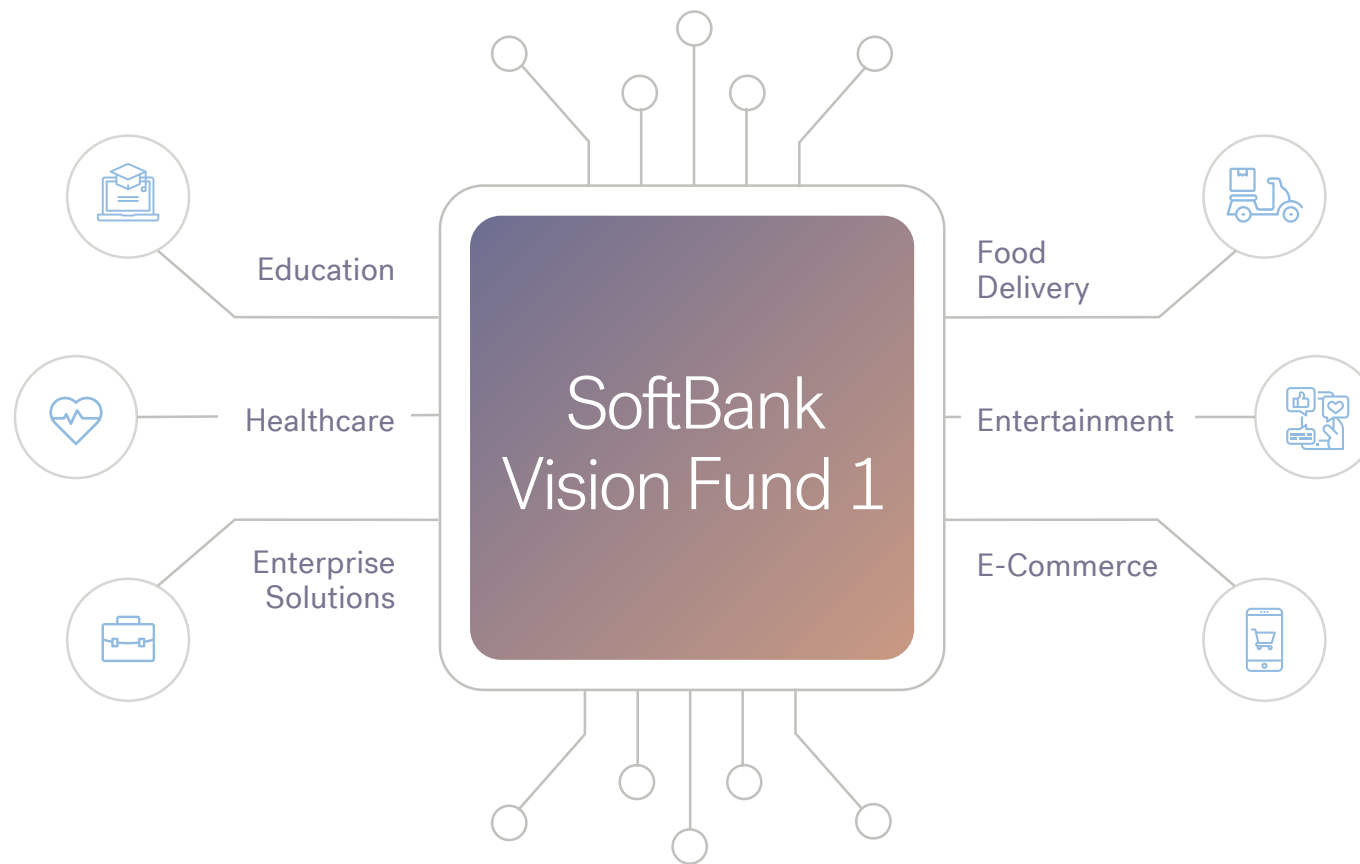 Education
Healthcare
Enterprise
Solutions
SoftBank
Vision Fund 1
Food
Delivery
Entertainment
E-Commerce